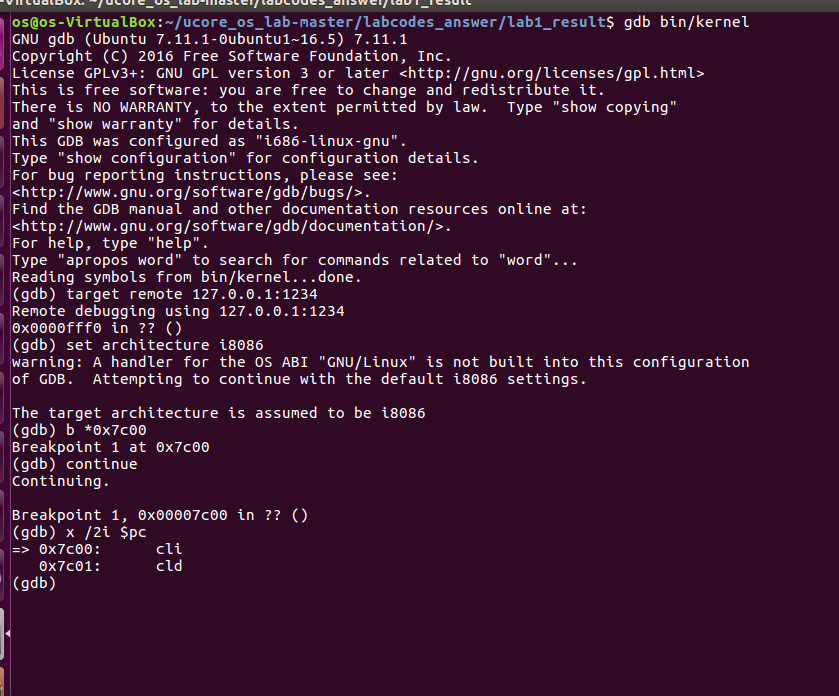 VirtualBox: ~/ucore_os_lab-master/labcodes_answer/lab1_result
os@os-VirtualBox:~/ucore_os_lab-master/labcodes_answer/lab1_result$ gdb bin/kernel
GNU gdb (Ubuntu 7.11.1-0ubuntu1~16.5) 7.11.1
Copyright (C) 2016 Free Software Foundation, Inc.
License GPLv3+: GNU GPL version 3 or later <http://gnu.org/licenses/gpl.html>
This is free software: you are free to change and redistribute it.
There is NO WARRANTY, to the extent permitted by law.  Type "show copying"
and "show warranty" for details.
This GDB was configured as "i686-linux-gnu".
Type "show configuration" for configuration details.
For bug reporting instructions, please see:
<http://www.gnu.org/software/gdb/bugs/>.
Find the GDB manual and other documentation resources online at:
<http://www.gnu.org/software/gdb/documentation/>.
For help, type "help".
Type "apropos word" to search for commands related to "word"...
Reading symbols from bin/kernel...done.
(gdb) target remote 127.0.0.1:1234
Remote debugging using 127.0.0.1:1234
0x0000fff0 in ?? ()
(gdb) set architecture i8086
warning: A handler for the OS ABI "GNU/Linux" is not built into this configuration
of GDB.  Attempting to continue with the default i8086 settings.
The target architecture is assumed to be i8086
(gdb) b *0x7c00
Breakpoint 1 at 0x7c00
(gdb) continue
Continuing.
Breakpoint 1, 0x00007c00 in ?? ()
(gdb) x /2i $pc
=> 0x7c00:      cli
   0x7c01:      cld
(gdb)